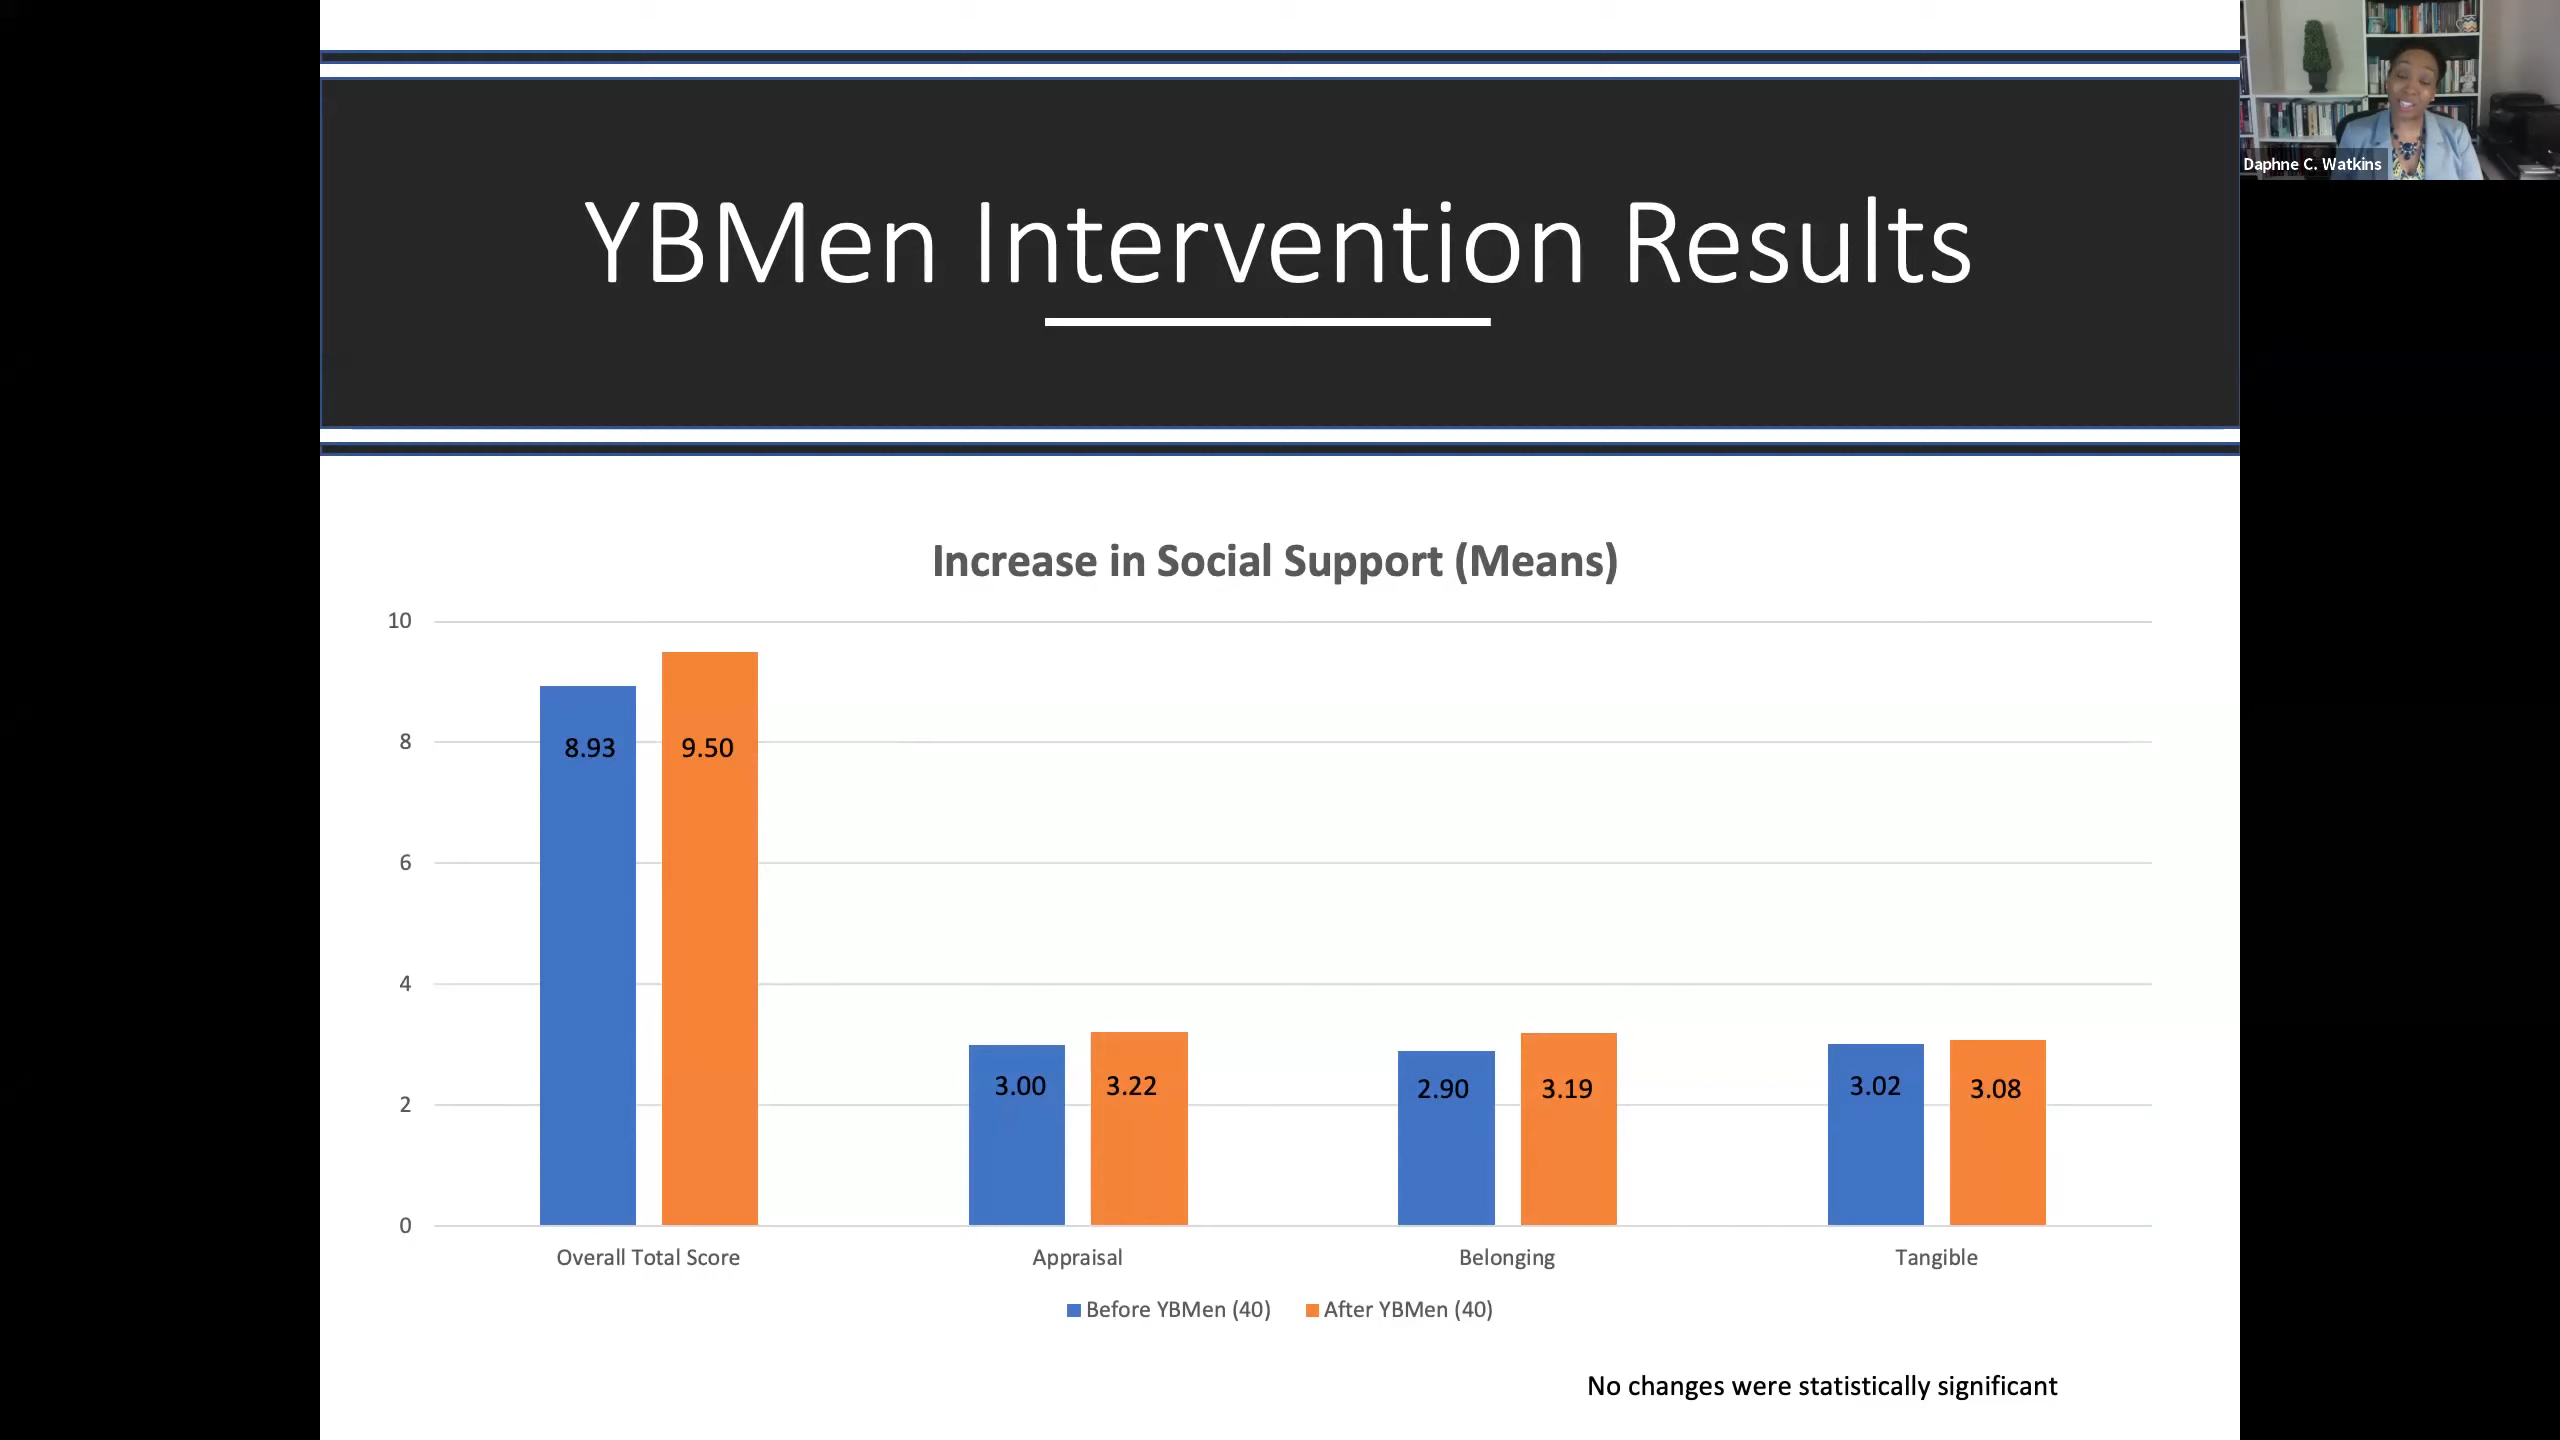 Daphne C. Watkins
YBMen Intervention Results
Increase in Social Support (Means)
10
8
6
4
2
0
8.93
9.50
3.00
3.22
2.90
3.19
3.02
3.08
Overall Total Score
Appraisal
Belonging
Tangible
Before YBMen (40)
After YBMen (40)
No changes were statistically significant